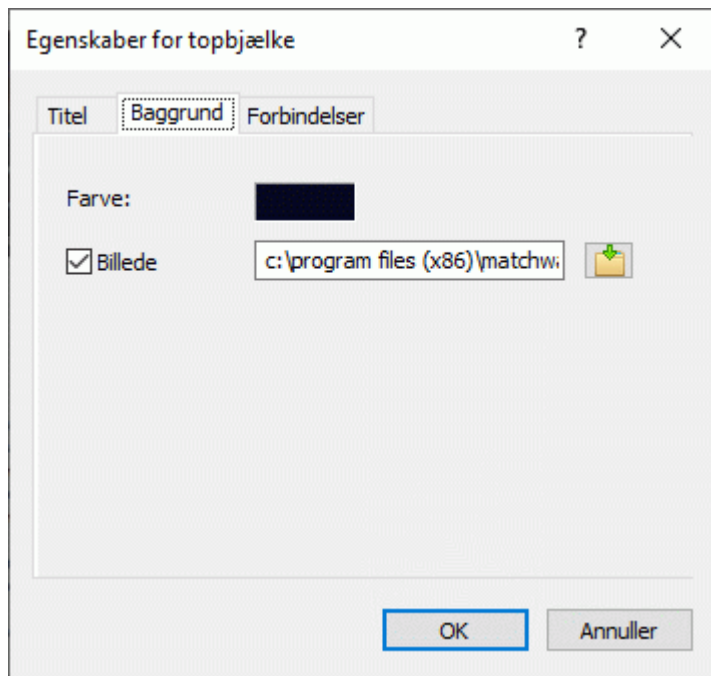 Egenskaber for topbjælke
Titel Baggrund Forbindelser
Farve:
Billede c:\program files (x86)\matchwa
OK Annuller